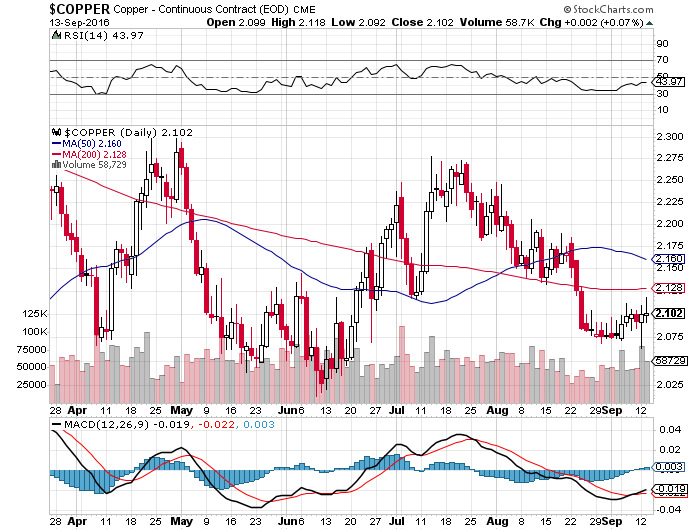 $COPPER Copper - Continuous Contract (EOD) CME © StockCharts.com
13-Sep-2016 Open 2.099 High 2.118 Low 2.092 Close 2.102 Volume 58.7K Chg +0.002 (+0.07%)
RSI(14) 43.97
90
70
50
43.97
30
10
$COPPER (Daily) 2.102
MA(50) 2.160
MA(200) 2.128
Volume 58,729
2.300
2.275
2.250
2.225
2.200
2.175
2.160
2.150
2.128
2.102
2.075
2.025
125K
100K
75000
50000
25000
58729
28 Apr 11 18 25 May 9 16 23 Jun 6 13 20 27 Jul 11 18 25 Aug 8 15 22 29 Sep 6 12
MACD(12,26,9) -0.019, -0.022, 0.003
0.04
0.02
0.003
-0.019
-0.04
28 Apr 11 18 25 May 9 16 23 Jun 6 13 20 27 Jul 11 18 25 Aug 8 15 22 29 Sep 6 12